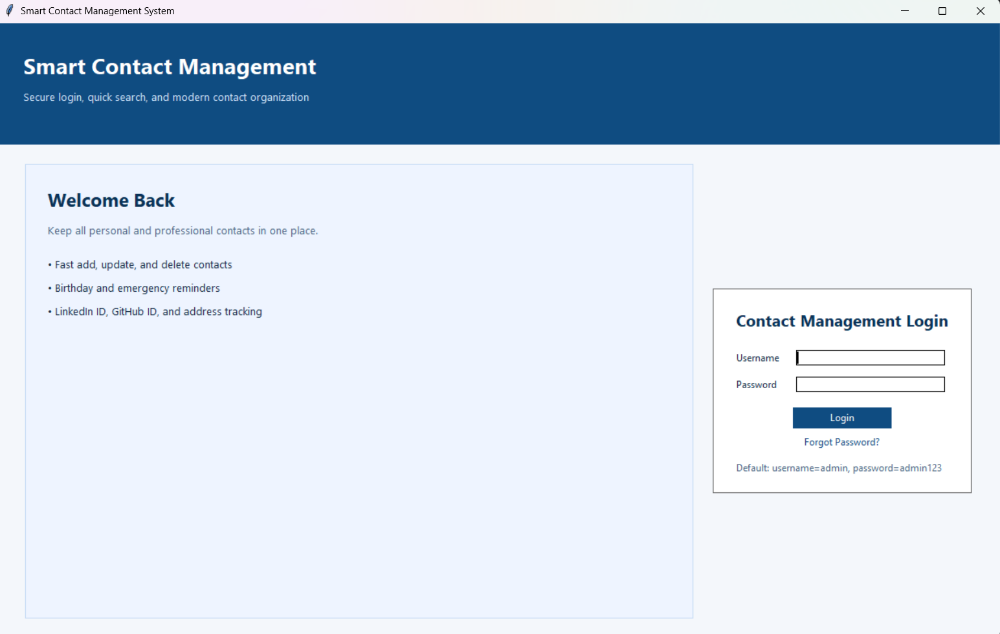 Smart Contact Management System
Smart Contact Management
Secure login, quick search, and modern contact organization
Welcome Back
Keep all personal and professional contacts in one place.
• Fast add, update, and delete contacts
• Birthday and emergency reminders
• LinkedIn ID, GitHub ID, and address tracking
Contact Management Login
Username
Password
Login
Forgot Password?
Default: username=admin, password=admin123